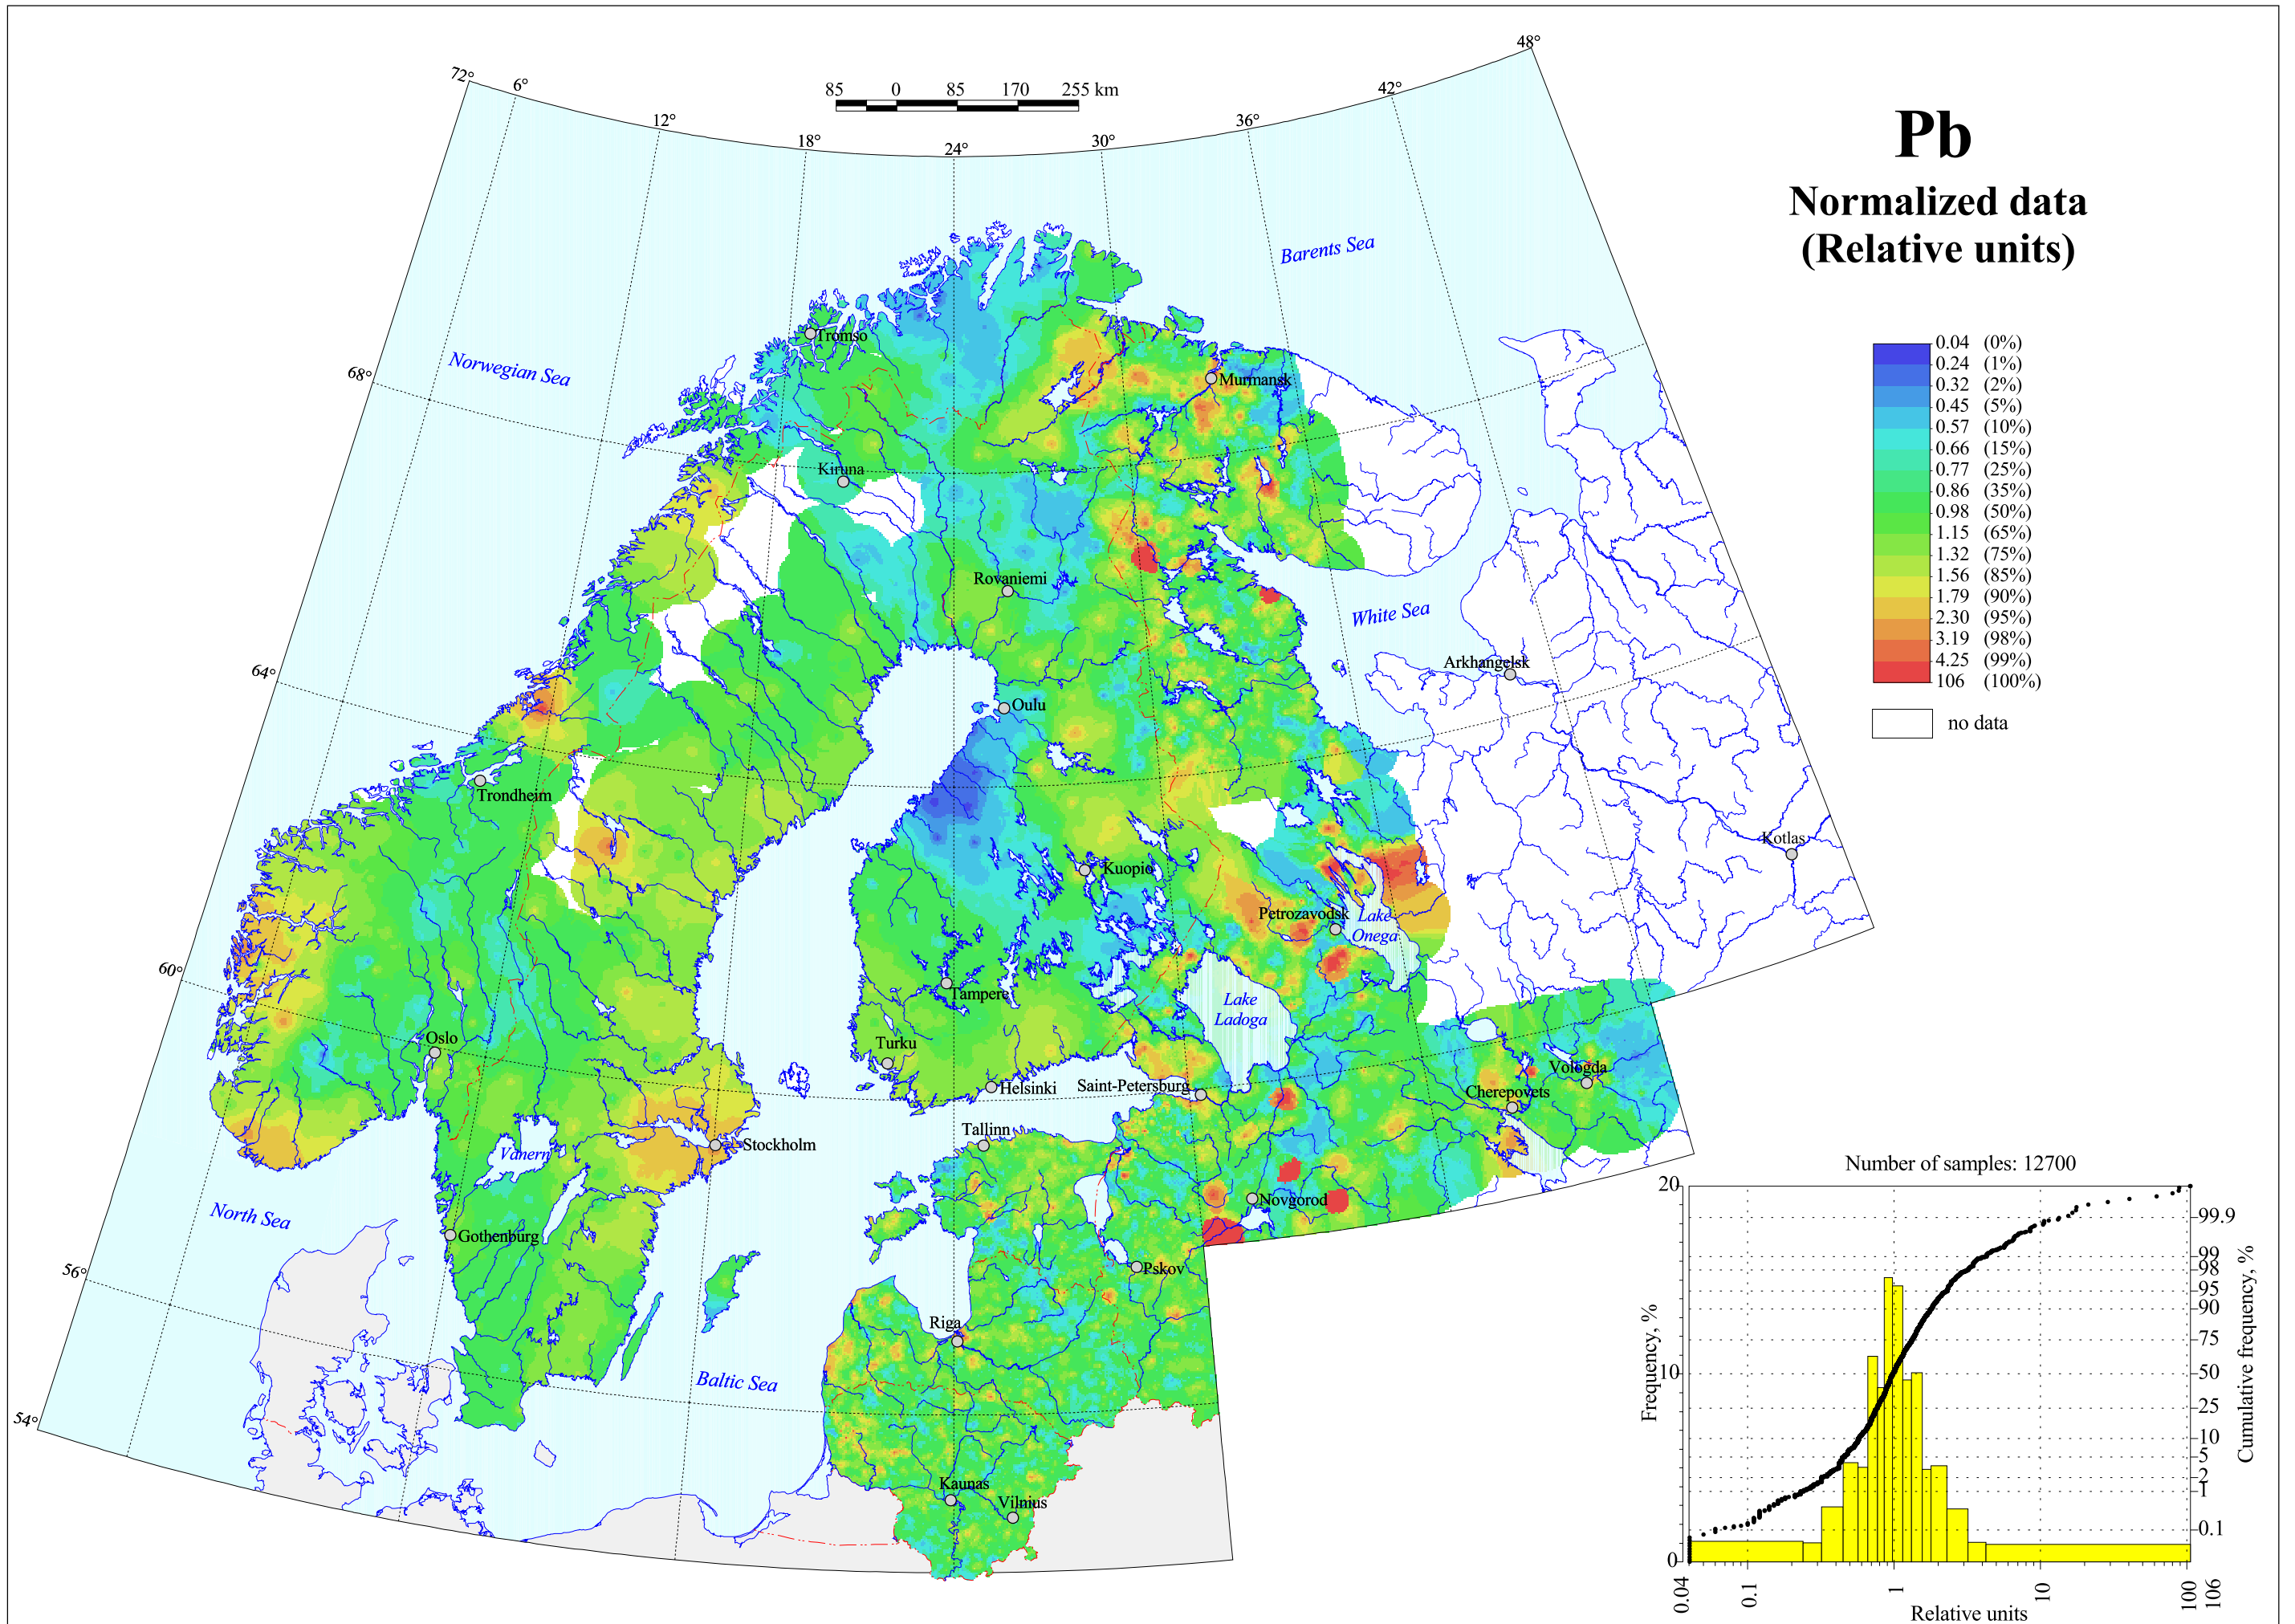 Pb
Normalized data
(Relative units)
85 0 85 170 255 km
72° 6° 12° 18° 24° 30° 36° 42° 48°
68°
64°
60°
56°
54°
Barents Sea
Norwegian Sea
White Sea
North Sea
Baltic Sea
Tromso
Murmansk
Kiruna
Rovaniemi
Arkhangelsk
Oulu
Trondheim
Kotlas
Kuopio
Petrozavodsk
Lake
Onega
Tampere
Lake
Ladoga
Oslo
Turku
Helsinki
Saint-Petersburg
Vologda
Cherepovets
Tallinn
Stockholm
Vanern
Novgorod
Gothenburg
Pskov
Riga
Kaunas
Vilnius
0.04 (0%)
0.24 (1%)
0.32 (2%)
0.45 (5%)
0.57 (10%)
0.66 (15%)
0.77 (25%)
0.86 (35%)
0.98 (50%)
1.15 (65%)
1.32 (75%)
1.56 (85%)
1.79 (90%)
2.30 (95%)
3.19 (98%)
4.25 (99%)
106 (100%)
no data
Number of samples: 12700
Frequency, %
20
10
0
Cumulative frequency, %
99.9
99
98
95
90
75
50
25
10
5
2
1
0.1
0.04 0.1 1 10 100 106
Relative units